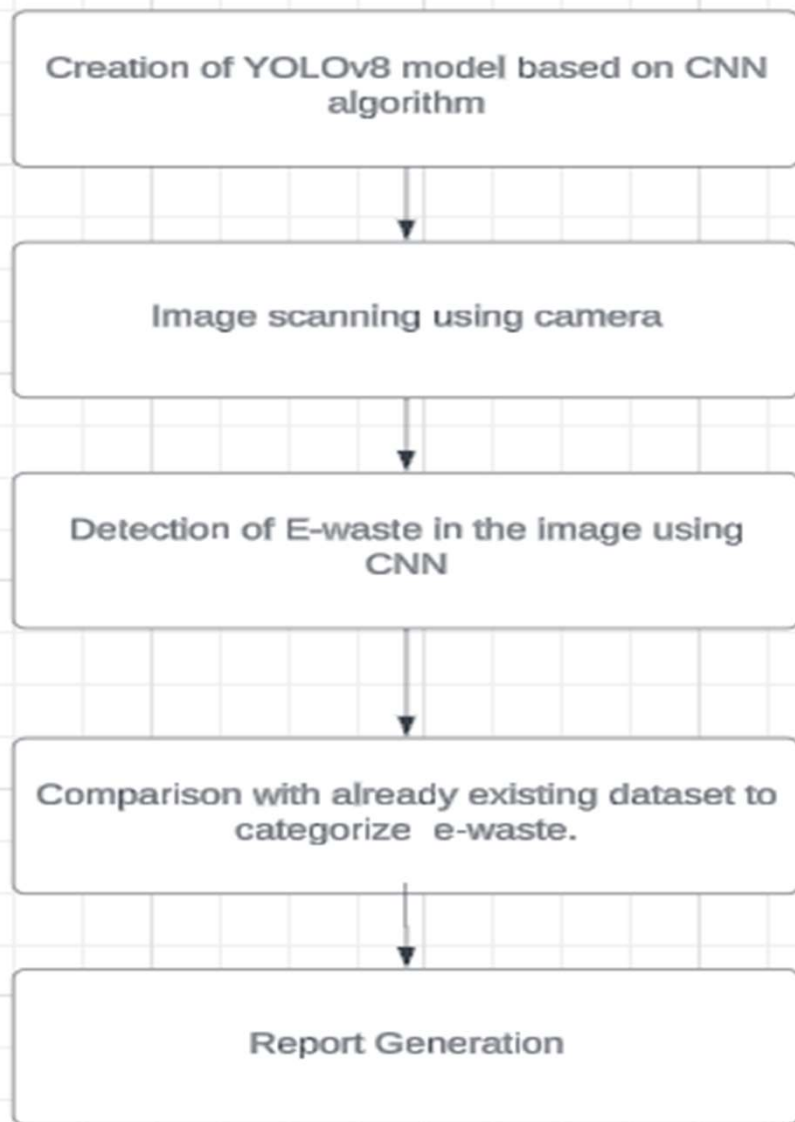 Creation of YOLOv8 model based on CNN
algorithm
Image scanning using camera
Detection of E-waste in the image using
CNN
Comparison with already existing dataset to
categorize  e-waste.
Report Generation